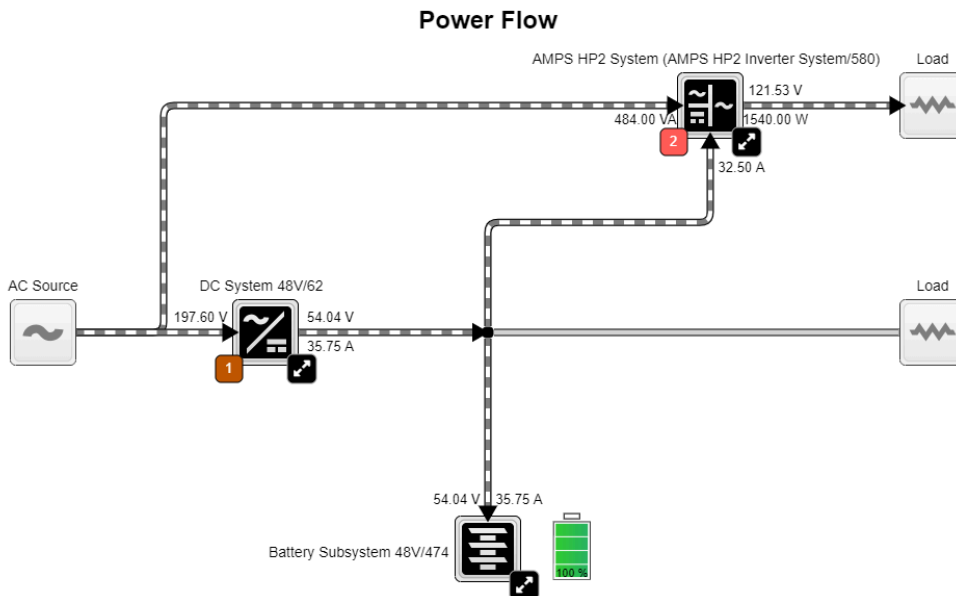 Power Flow
AMPS HP2 System (AMPS HP2 Inverter System/580)
Load
121.53 V
484.00 VA
1540.00 W
2
32.50 A
AC Source
DC System 48V/62
Load
197.60 V
54.04 V
35.75 A
1
54.04 V
35.75 A
Battery Subsystem 48V/474
100 %